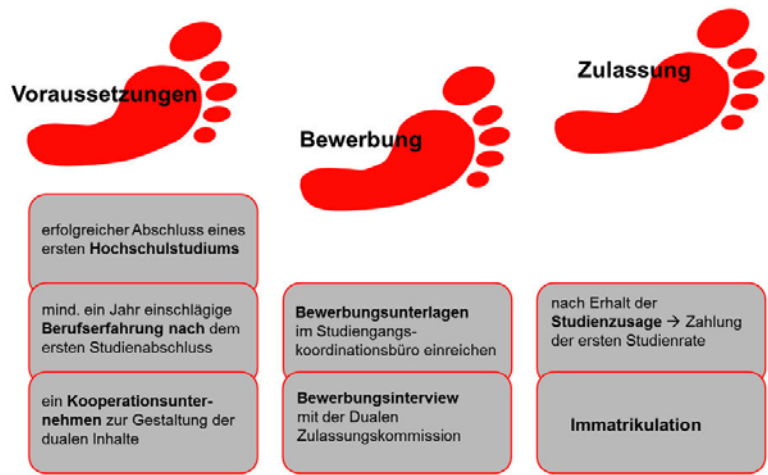 Voraussetzungen
erfolgreicher Abschluss eines
ersten Hochschulstudiums
mind. ein Jahr einschlägige
Berufserfahrung nach dem
ersten Studienabschluss
ein Kooperationsunter-
nehmen zur Gestaltung der
dualen Inhalte
Bewerbung
Bewerbungsunterlagen
im Studiengangs-
koordinationsbüro einreichen
Bewerbungsinterview
mit der Dualen
Zulassungskommission
Zulassung
nach Erhalt der
Studienzusage → Zahlung
der ersten Studienrate
Immatrikulation